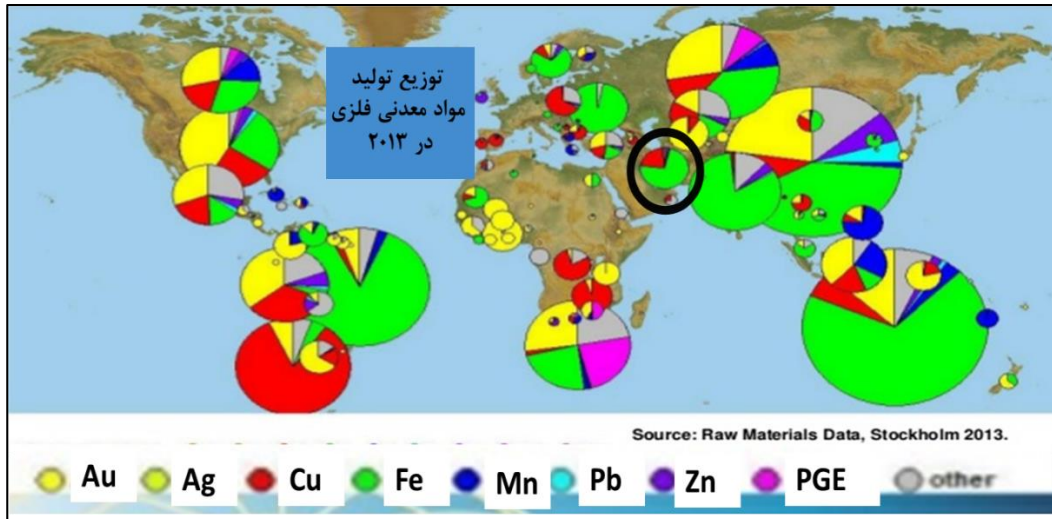 توزیع تولید
مواد معدنی فلزی
در ۲۰۱۳
Source: Raw Materials Data, Stockholm 2013.
Au Ag Cu Fe Mn Pb Zn PGE other